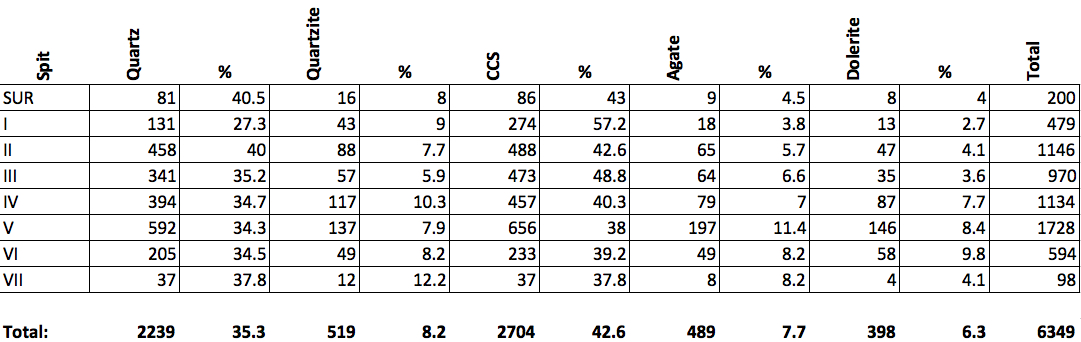 Spit Quartz % Quartzite % CCS % Agate % Dolerite % Total
SUR 81 40.5 16 8 86 43 9 4.5 8 4 200
I 131 27.3 43 9 274 57.2 18 3.8 13 2.7 479
II 458 40 88 7.7 488 42.6 65 5.7 47 4.1 1146
III 341 35.2 57 5.9 473 48.8 64 6.6 35 3.6 970
IV 394 34.7 117 10.3 457 40.3 79 7 87 7.7 1134
V 592 34.3 137 7.9 656 38 197 11.4 146 8.4 1728
VI 205 34.5 49 8.2 233 39.2 49 8.2 58 9.8 594
VII 37 37.8 12 12.2 37 37.8 8 8.2 4 4.1 98
Total: 2239 35.3 519 8.2 2704 42.6 489 7.7 398 6.3 6349